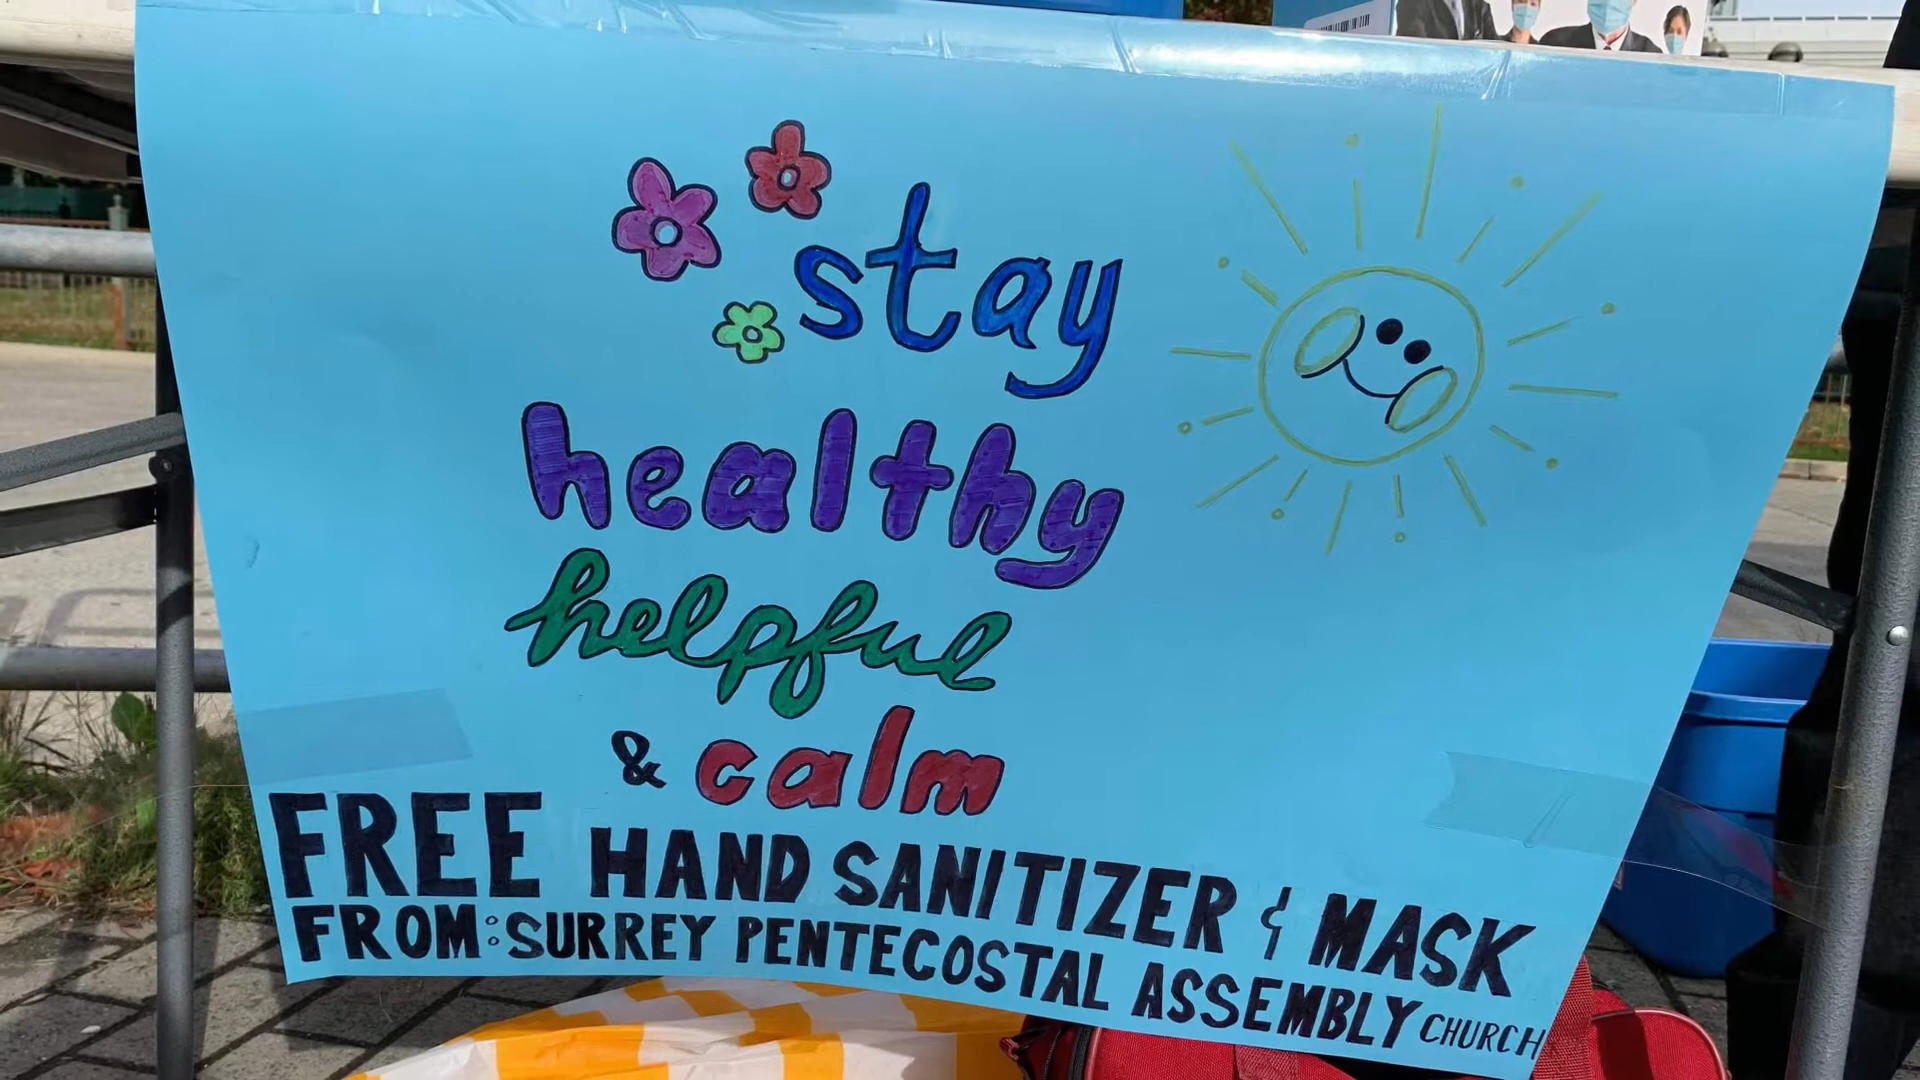 stay
healthy
helpful
& calm
FREE HAND SANITIZER & MASK
FROM: SURREY PENTECOSTAL ASSEMBLY CHURCH